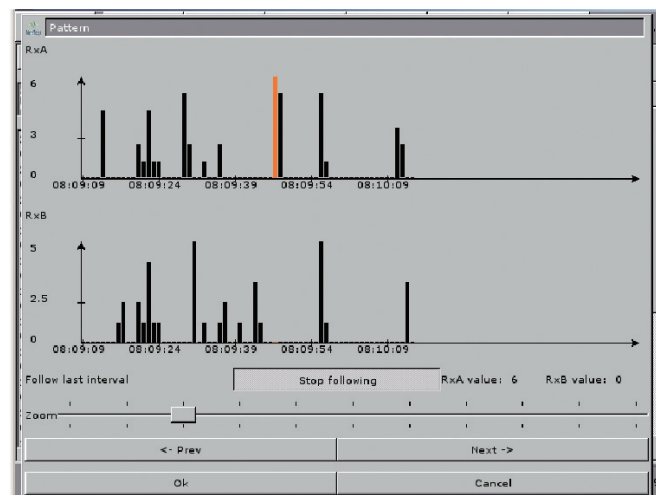 Pattern
RxA
6
3
0
08:09:09 08:09:24 08:09:39 08:09:54 08:10:09
RxB
5
2.5
0
08:09:09 08:09:24 08:09:39 08:09:54 08:10:09
Follow last interval Stop following RxA value: 6 RxB value: 0
Zoom
<- Prev Next ->
Ok Cancel